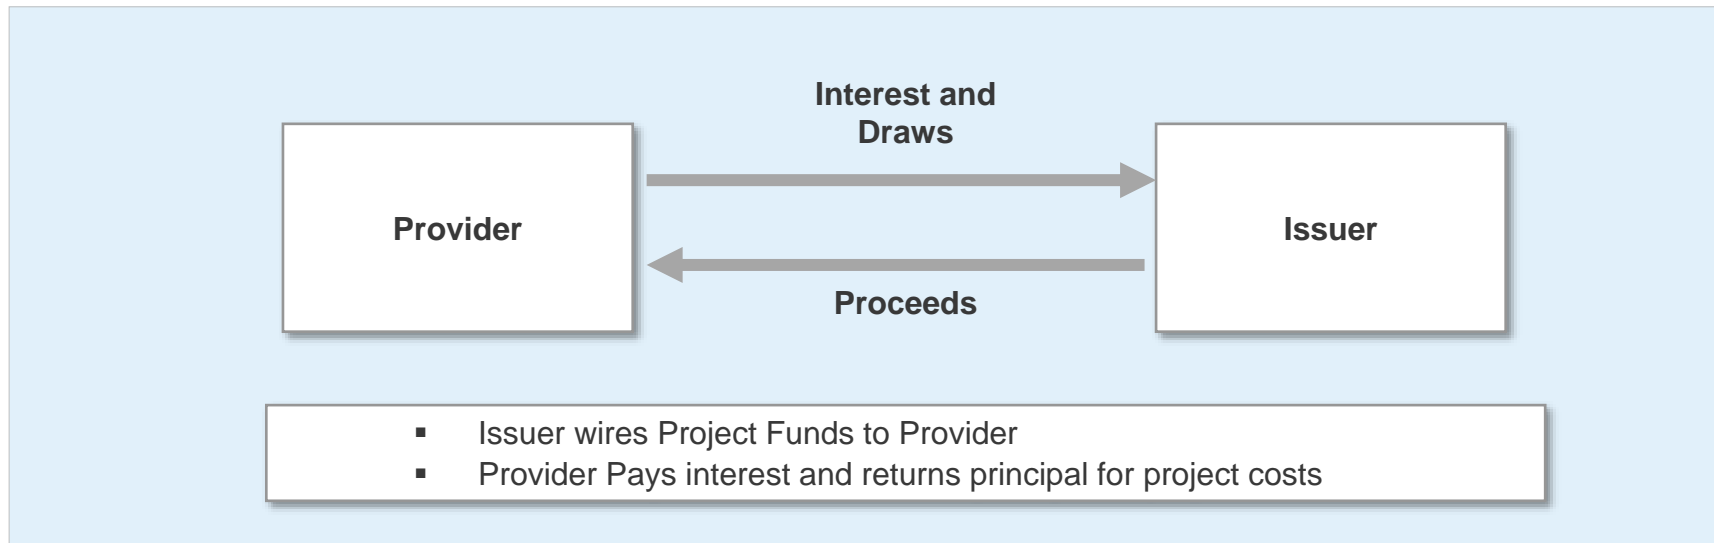 Interest and
Draws
Provider
Issuer
Proceeds
▪ Issuer wires Project Funds to Provider
▪ Provider Pays interest and returns principal for project costs